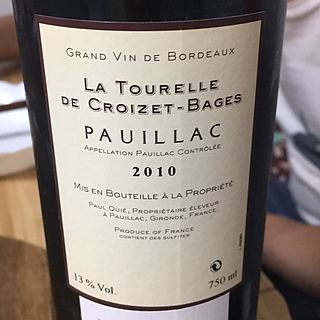 Grand Vin de Bordeaux
La Tourelle
de Croizet-Bages
PAUILLAC
Appellation Pauillac Contrôlée
2010
Mis en Bouteille à la Propriété
Paul Quié, Propriétaire éleveur
à Pauillac, Gironde, France.
Produce of France
contient des sulfites
13 % Vol.
750 ml